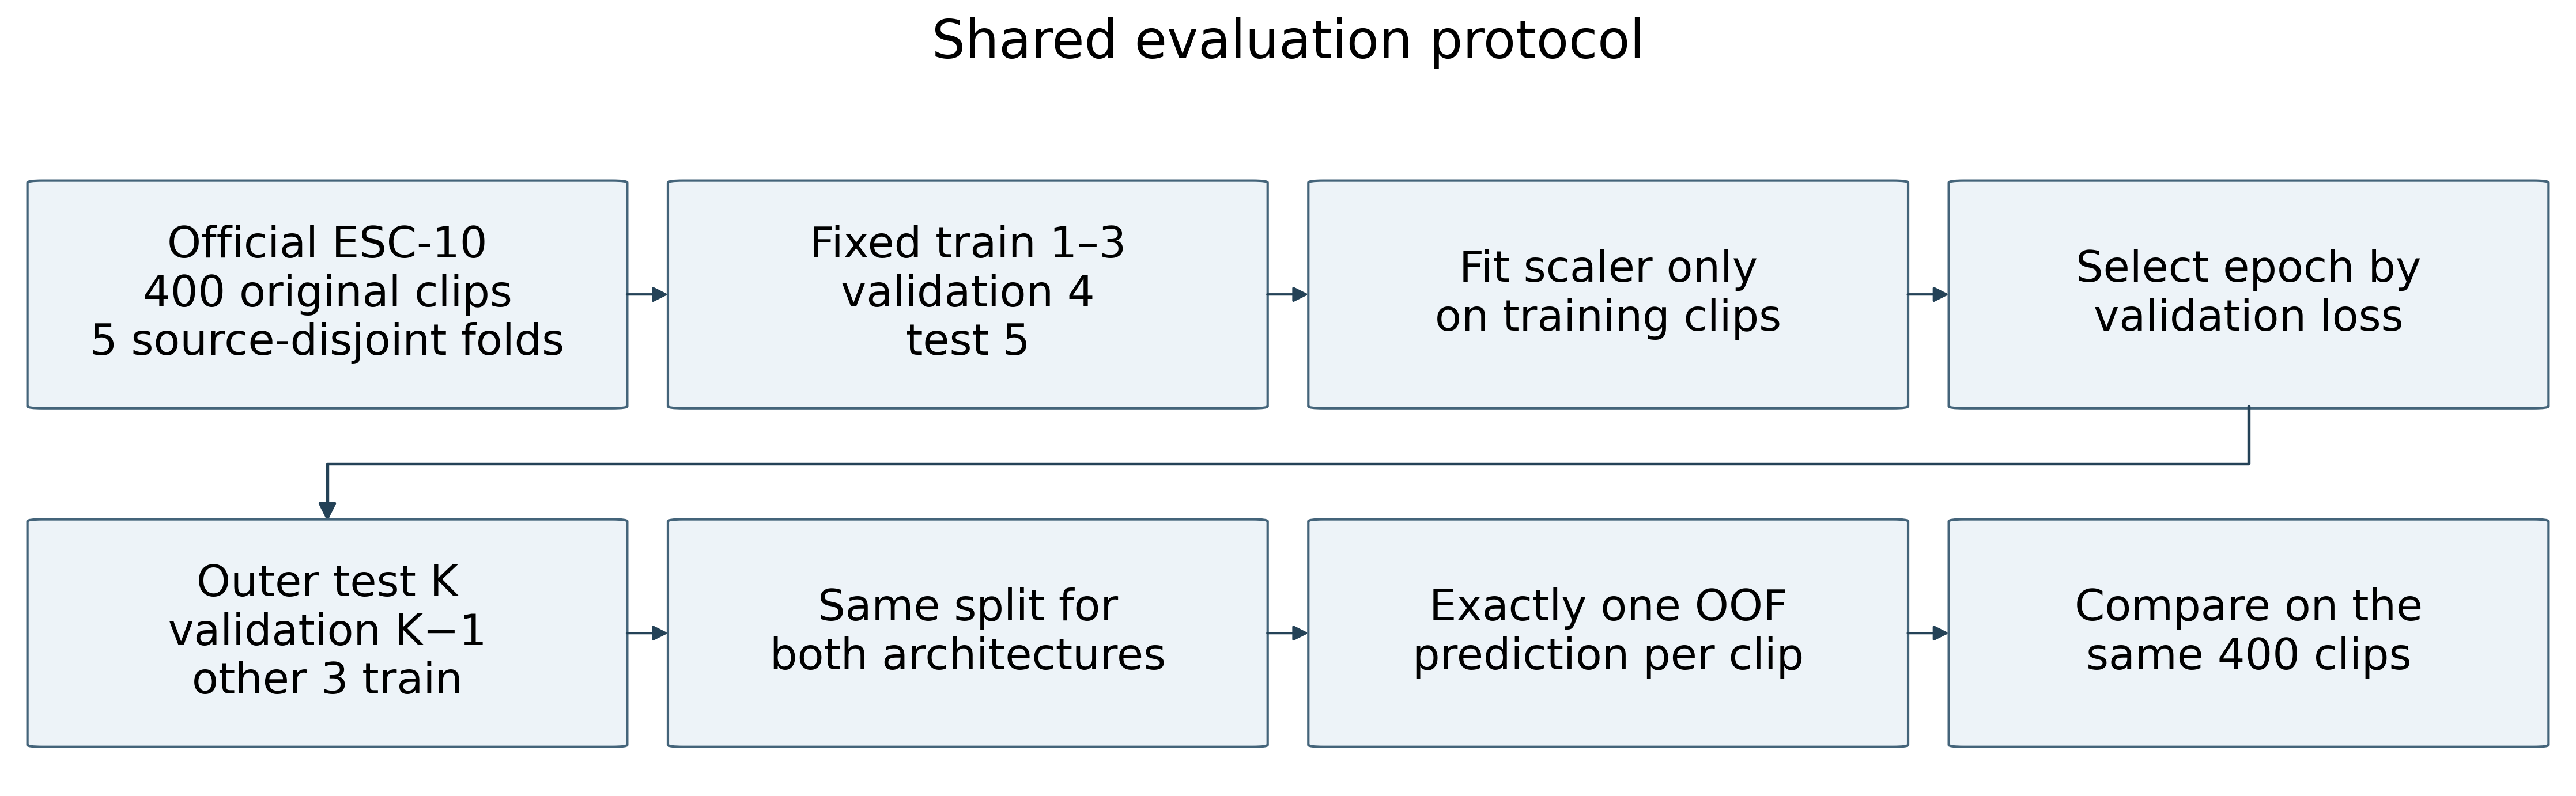 Shared evaluation protocol
Official ESC-10
400 original clips
5 source-disjoint folds
Fixed train 1–3
validation 4
test 5
Fit scaler only
on training clips
Select epoch by
validation loss
Outer test K
validation K−1
other 3 train
Same split for
both architectures
Exactly one OOF
prediction per clip
Compare on the
same 400 clips